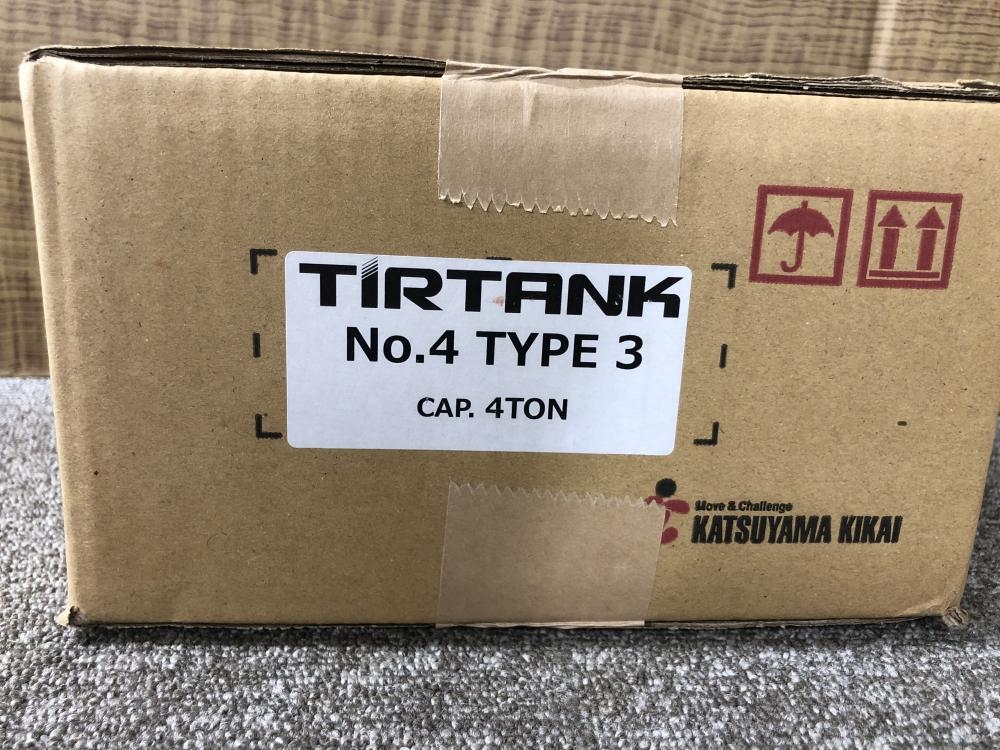 TIRTANK
No.4 TYPE 3
CAP. 4TON
Move & Challenge
KATSUYAMA KIKAI